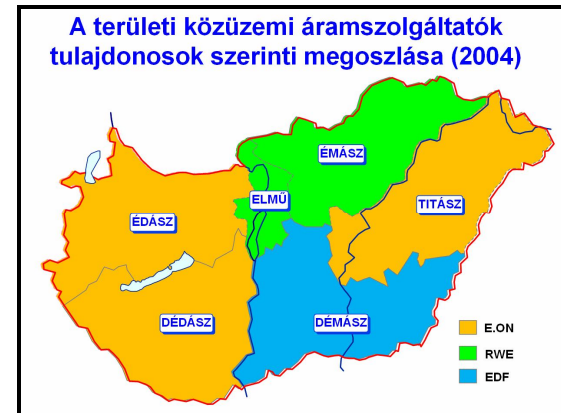 A területi közüzemi áramszolgáltatók
tulajdonosok szerinti megoszlása (2004)
ÉMÁSZ
ELMŰ
TITÁSZ
ÉDÁSZ
DÉDÁSZ
DÉMÁSZ
E.ON
RWE
EDF